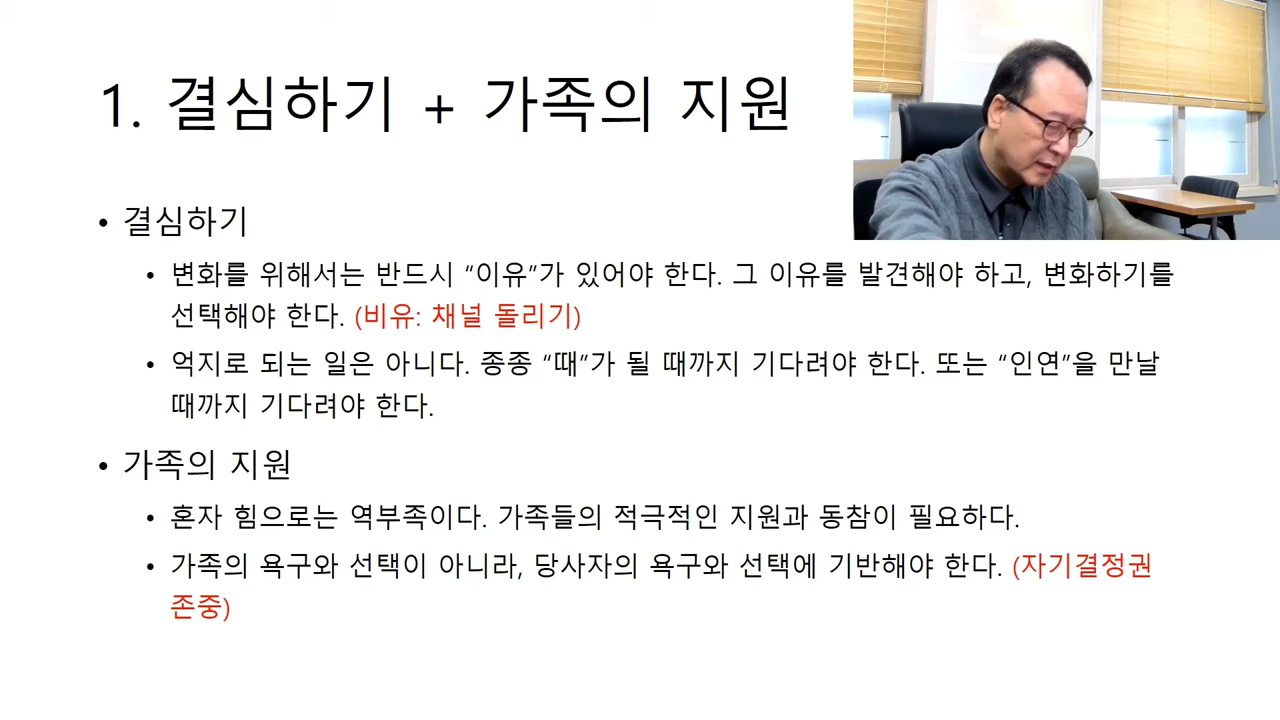 1. 결심하기 + 가족의 지원
• 결심하기
• 변화를 위해서는 반드시 “이유”가 있어야 한다. 그 이유를 발견해야 하고, 변화하기를
선택해야 한다. (비유: 채널 돌리기)
• 억지로 되는 일은 아니다. 종종 “때”가 될 때까지 기다려야 한다. 또는 “인연”을 만날
때까지 기다려야 한다.
• 가족의 지원
• 혼자 힘으로는 역부족이다. 가족들의 적극적인 지원과 동참이 필요하다.
• 가족의 욕구와 선택이 아니라, 당사자의 욕구와 선택에 기반해야 한다. (자기결정권
존중)